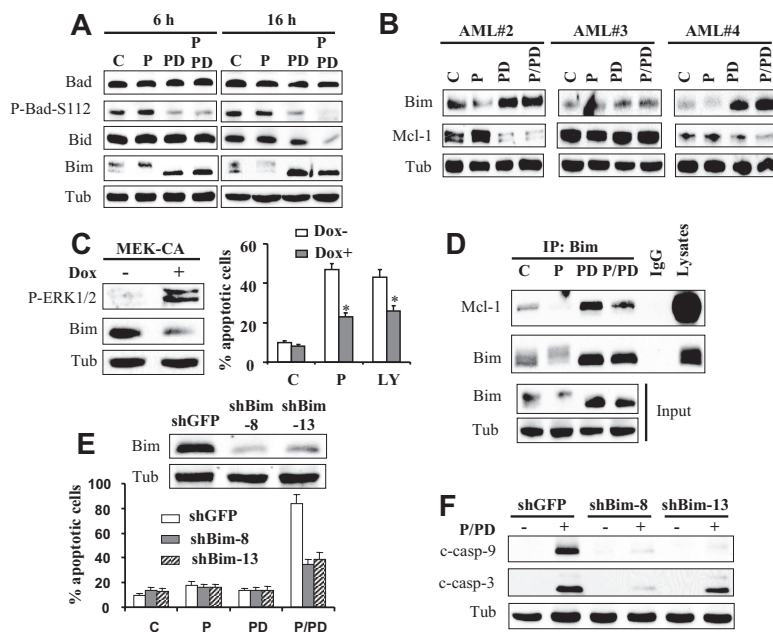 A
6 h 16 h
C P PD P PD C P PD P PD
Bad
P-Bad-S112
Bid
Bim
Tub
B
AML#2 AML#3 AML#4
C P PD P/PD C P PD P/PD C P PD P/PD
Bim
Mcl-1
Tub
C
MEK-CA
Dox - +
P-ERK1/2
Bim
Tub
% apoptotic cells
60
40
20
0
Dox-
Dox+
* *
C P LY
D
IP: Bim
C P PD P/PD IgG Lysates
Mcl-1
Bim
Bim
Tub
Input
E
shGFP shBim-8 shBim-13
Bim
Tub
% apoptotic cells
100
80
60
40
20
0
shGFP
shBim-8
shBim-13
C P PD P/PD
F
shGFP shBim-8 shBim-13
P/PD - + - + - +
c-casp-9
c-casp-3
Tub